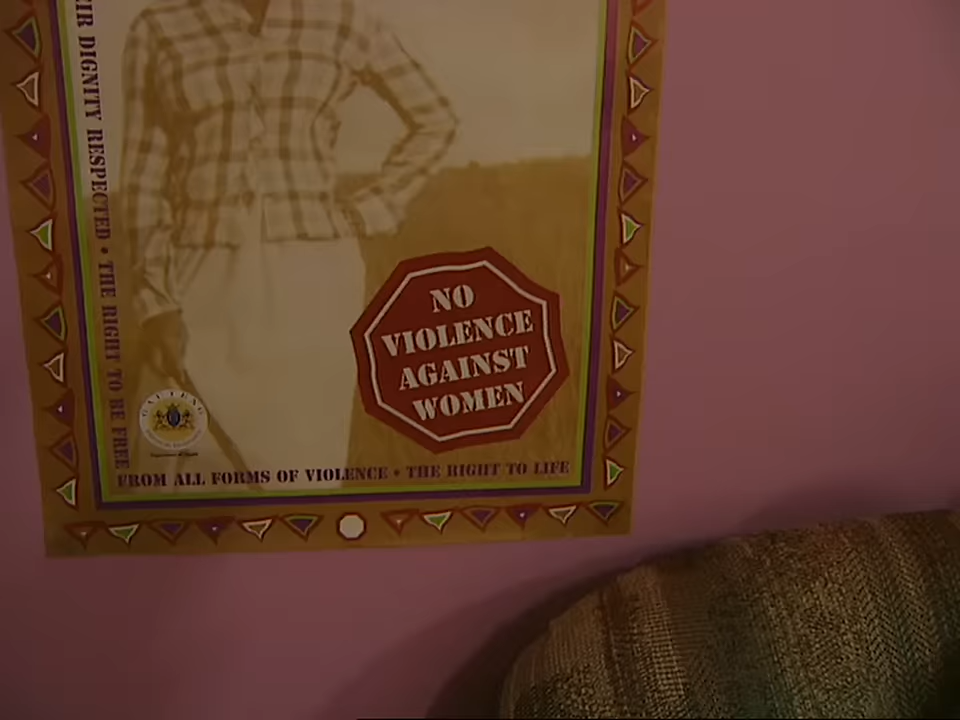 EIR DIGNITY RESPECTED • THE RIGHT TO BE FREE
FROM ALL FORMS OF VIOLENCE • THE RIGHT TO LIFE
NO
VIOLENCE
AGAINST
WOMEN
GAUTENG